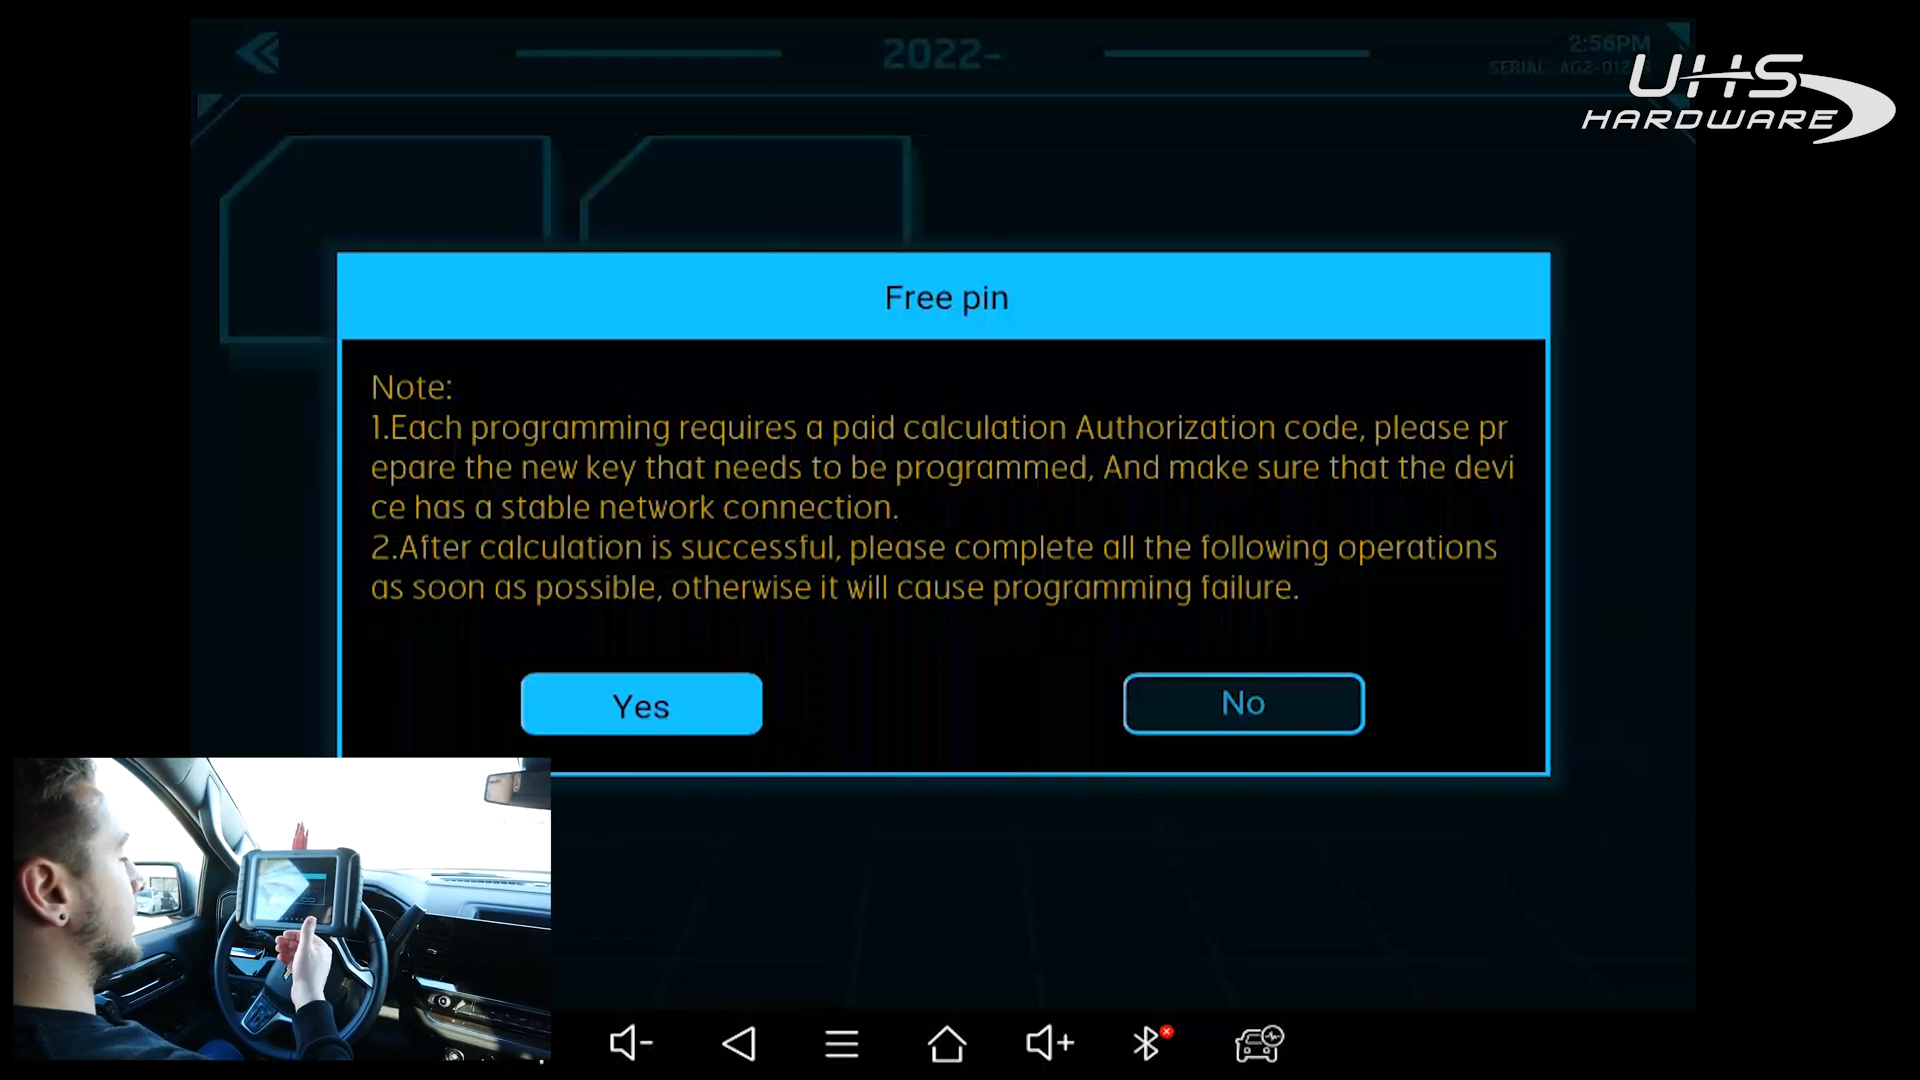 2022-
2:56PM
SERIAL:
UHS
HARDWARE
Free pin
Note:
1.Each programming requires a paid calculation Authorization code, please pr
epare the new key that needs to be programmed, And make sure that the devi
ce has a stable network connection.
2.After calculation is successful, please complete all the following operations
as soon as possible, otherwise it will cause programming failure.
Yes
No